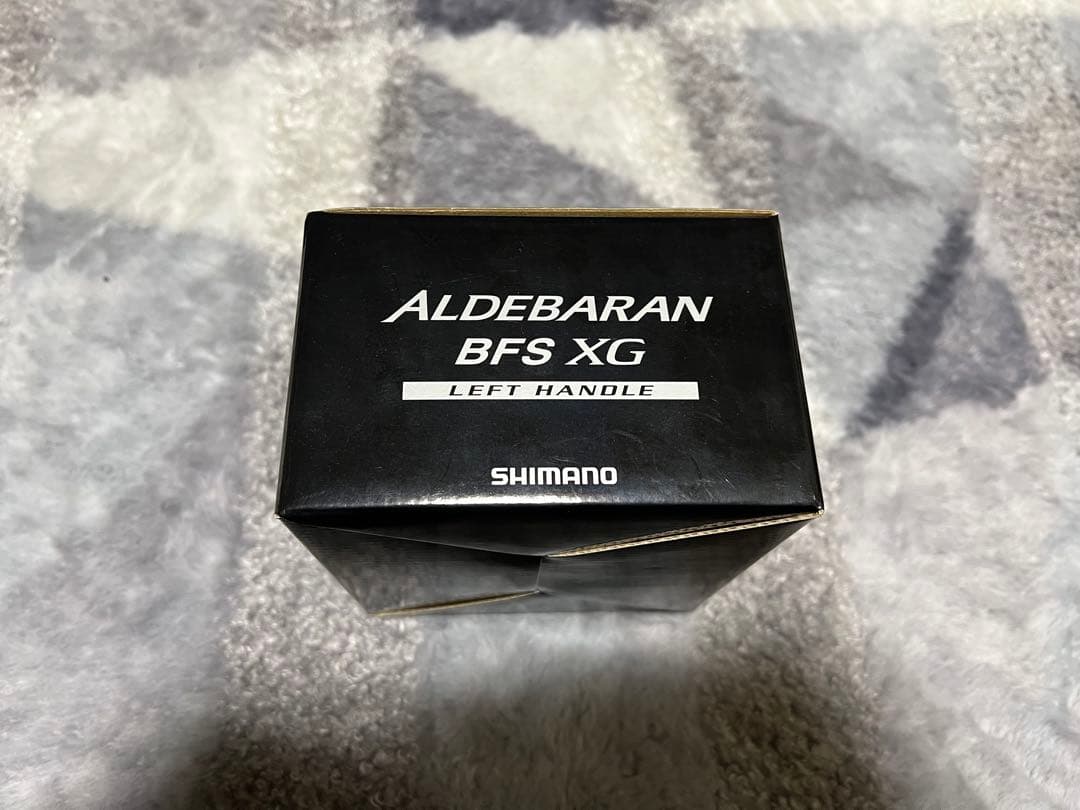 ALDEBARAN
BFS XG
LEFT HANDLE
SHIMANO